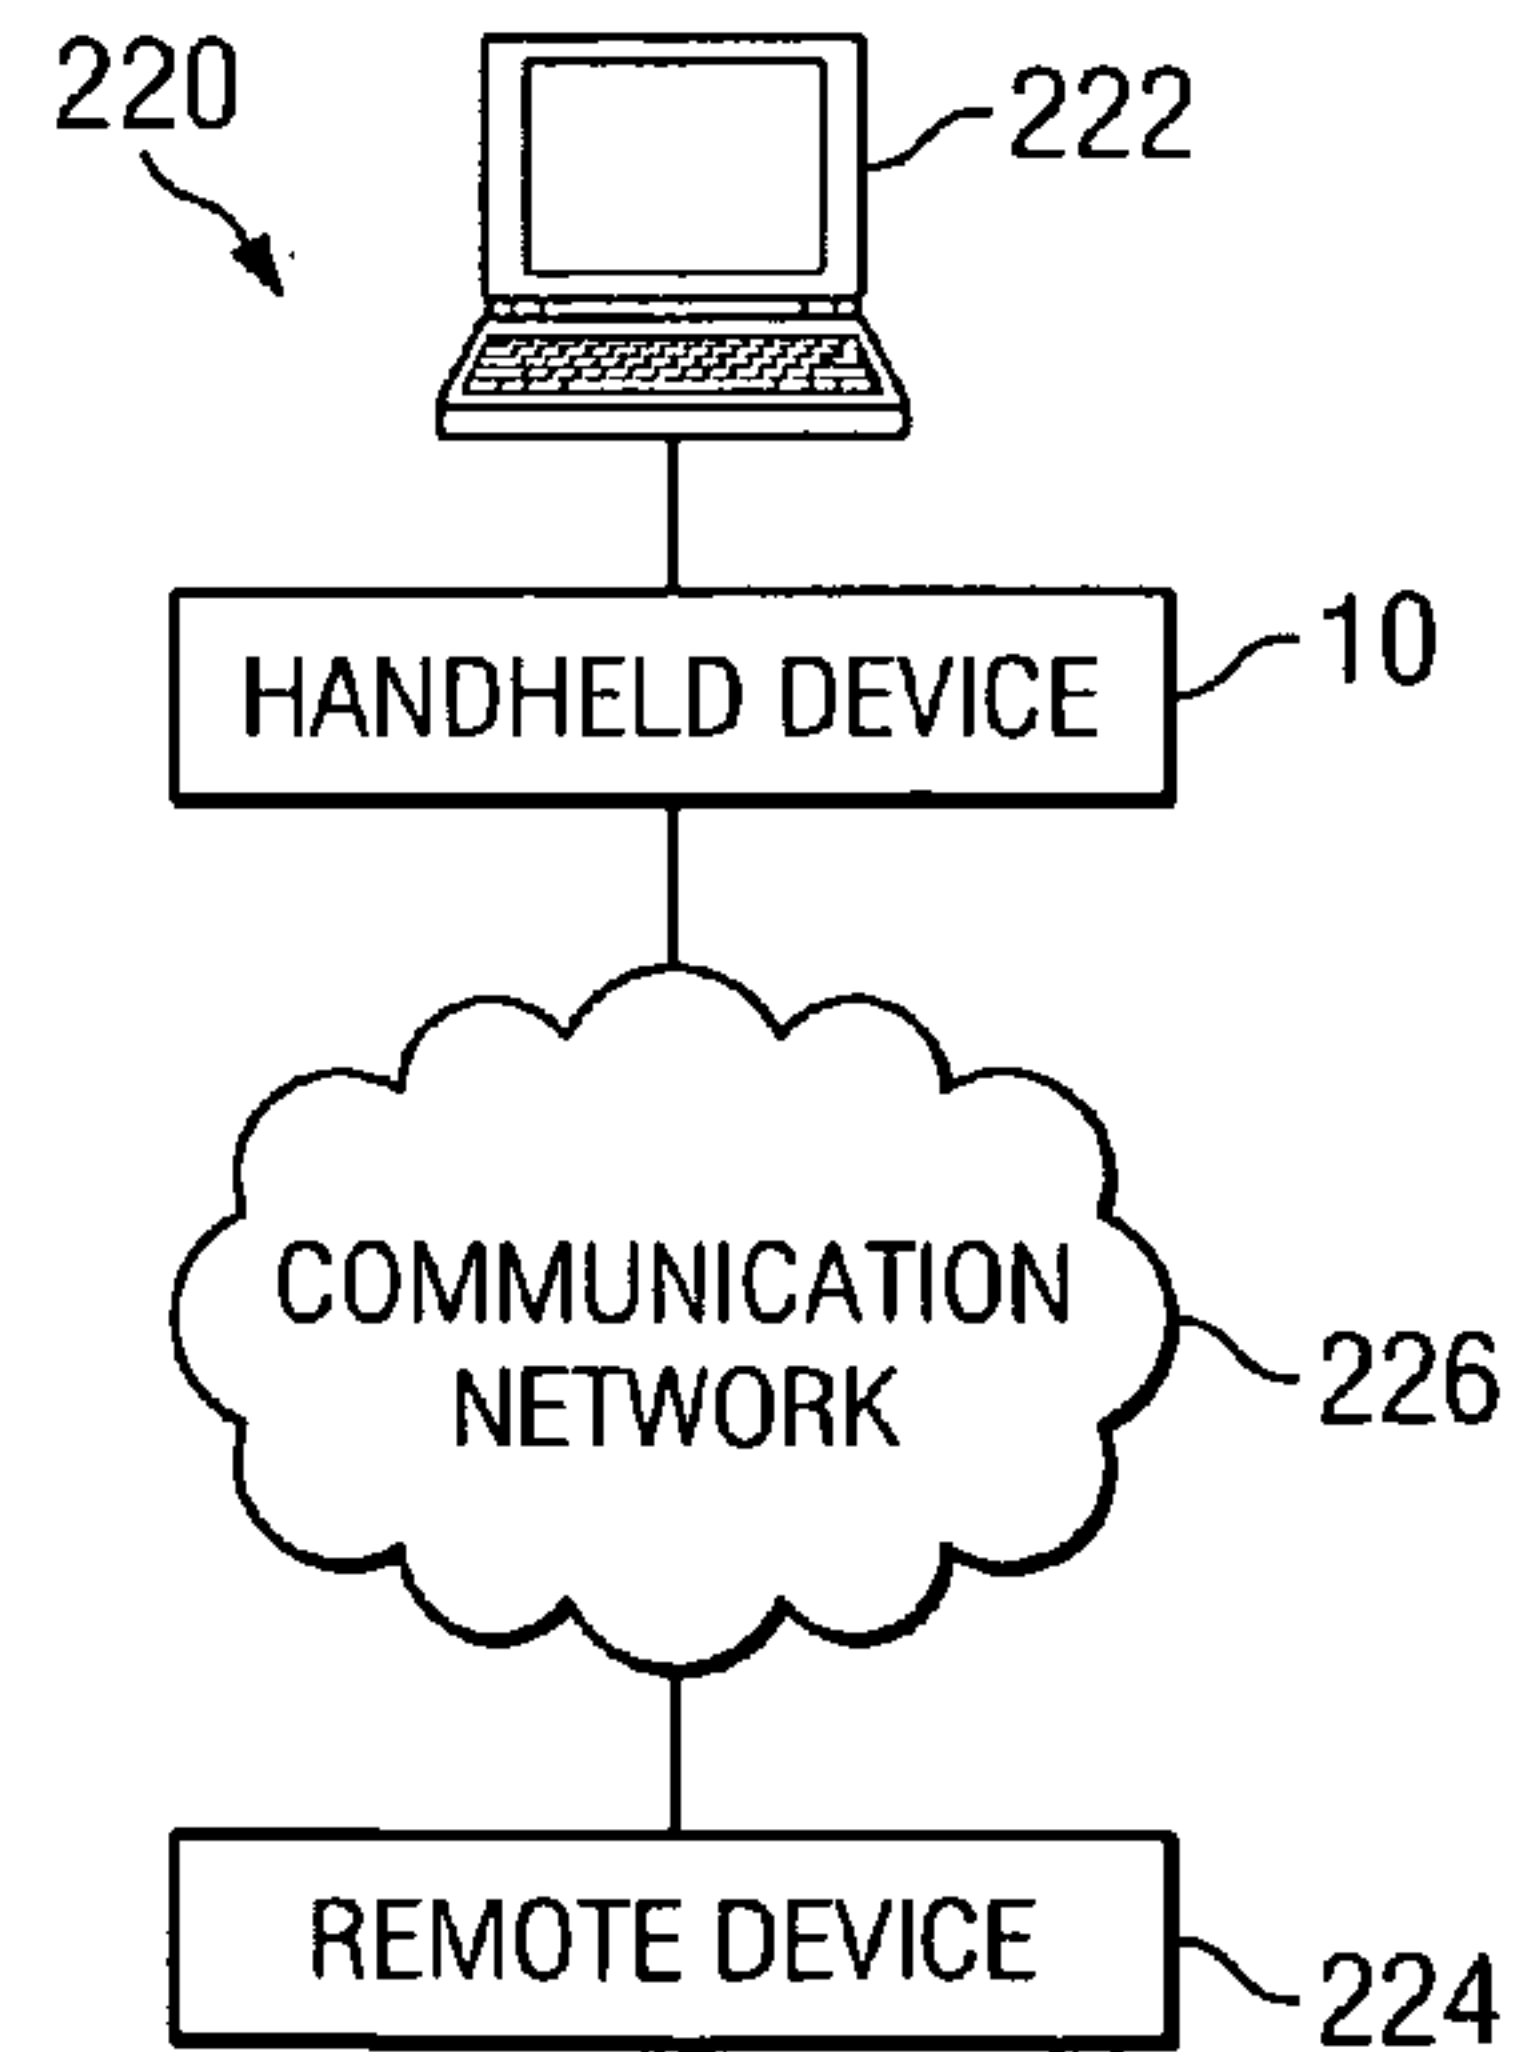 220
222
HANDHELD DEVICE
10
COMMUNICATION
NETWORK
226
REMOTE DEVICE
224